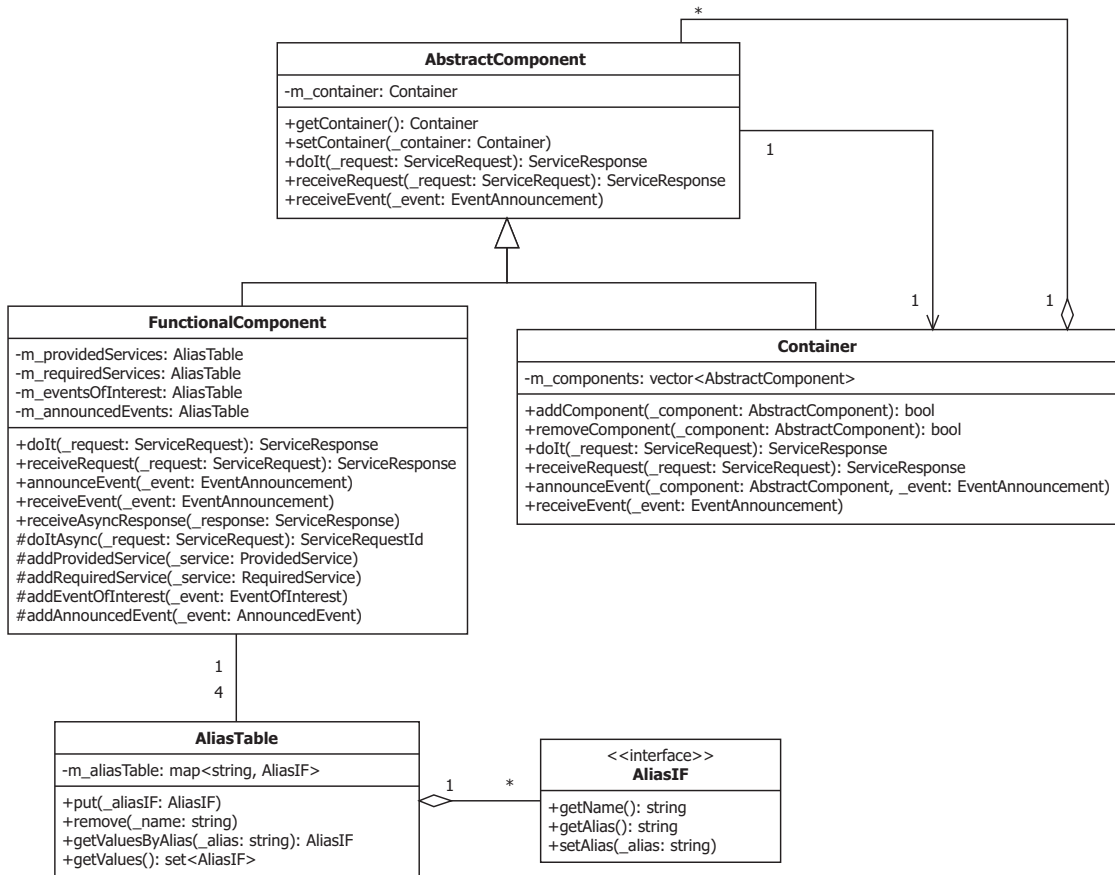 *
AbstractComponent
-m_container: Container
+getContainer(): Container
+setContainer(_container: Container)
+doIt(_request: ServiceRequest): ServiceResponse
+receiveRequest(_request: ServiceRequest): ServiceResponse
+receiveEvent(_event: EventAnnouncement)
1
1
1
FunctionalComponent
-m_providedServices: AliasTable
-m_requiredServices: AliasTable
-m_eventsOfInterest: AliasTable
-m_announcedEvents: AliasTable
+doIt(_request: ServiceRequest): ServiceResponse
+receiveRequest(_request: ServiceRequest): ServiceResponse
+announceEvent(_event: EventAnnouncement)
+receiveEvent(_event: EventAnnouncement)
+receiveAsyncResponse(_response: ServiceResponse)
#doItAsync(_request: ServiceRequest): ServiceRequestId
#addProvidedService(_service: ProvidedService)
#addRequiredService(_service: RequiredService)
#addEventOfInterest(_event: EventOfInterest)
#addAnnouncedEvent(_event: AnnouncedEvent)
Container
-m_components: vector<AbstractComponent>
+addComponent(_component: AbstractComponent): bool
+removeComponent(_component: AbstractComponent): bool
+doIt(_request: ServiceRequest): ServiceResponse
+receiveRequest(_request: ServiceRequest): ServiceResponse
+announceEvent(_component: AbstractComponent, _event: EventAnnouncement)
+receiveEvent(_event: EventAnnouncement)
1
4
AliasTable
-m_aliasTable: map<string, AliasIF>
+put(_aliasIF: AliasIF)
+remove(_name: string)
+getValuesByAlias(_alias: string): AliasIF
+getValues(): set<AliasIF>
1
*
<<interface>>
AliasIF
+getName(): string
+getAlias(): string
+setAlias(_alias: string)